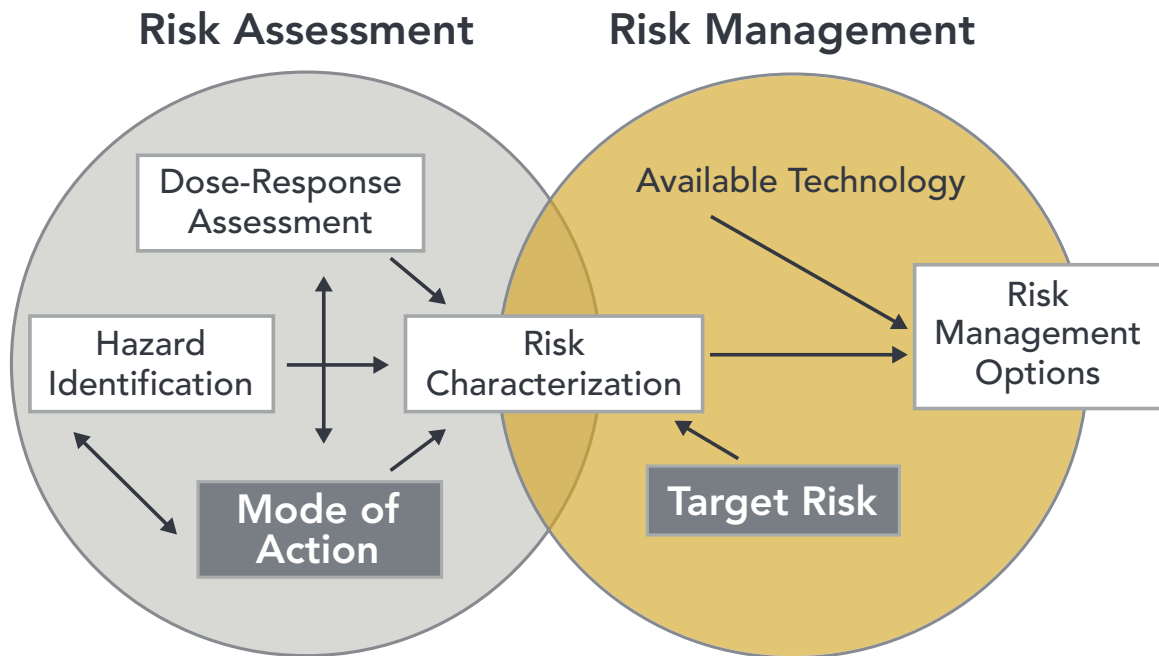 Risk Assessment
Risk Management
Dose-Response
Assessment
Available Technology
Hazard
Identification
Risk
Characterization
Risk
Management
Options
Mode of
Action
Target Risk